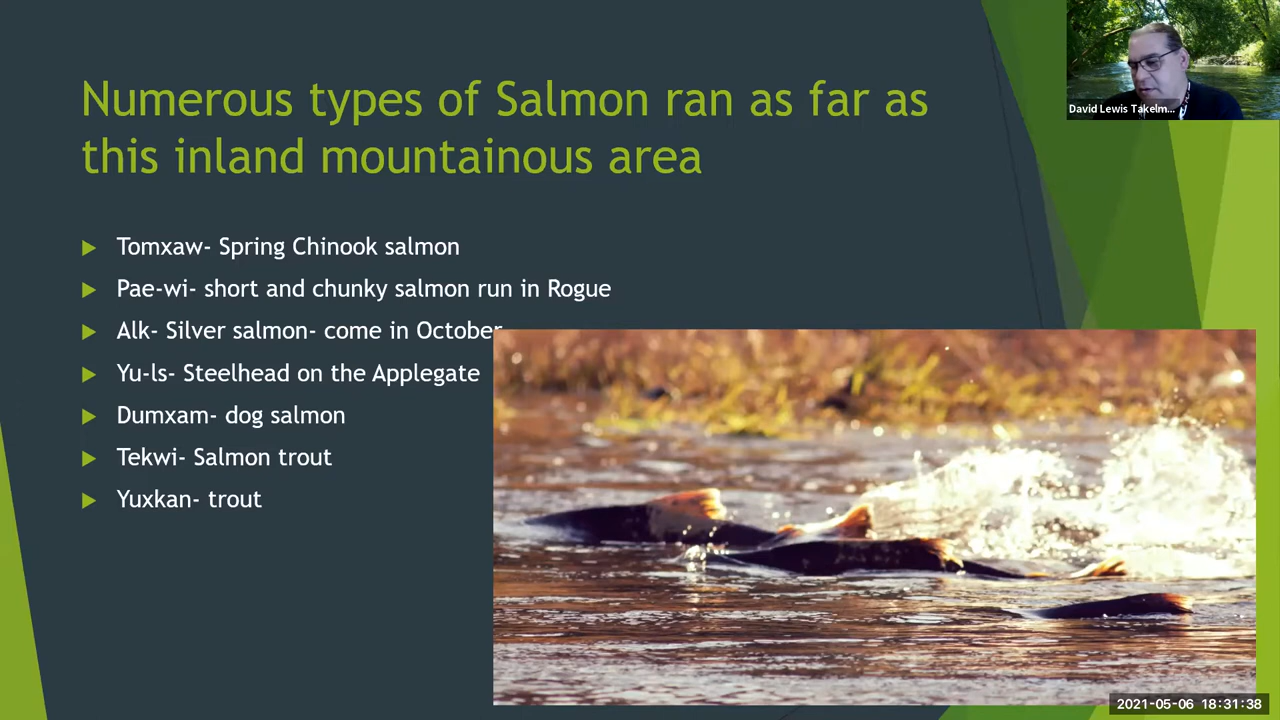 Numerous types of Salmon ran as far as
this inland mountainous area
Tomxaw- Spring Chinook salmon
Pae-wi- short and chunky salmon run in Rogue
Alk- Silver salmon- come in October
Yu-ls- Steelhead on the Applegate
Dumxam- dog salmon
Tekwi- Salmon trout
Yuxkan- trout
David Lewis Takelm...
2021-05-06 18:31:38